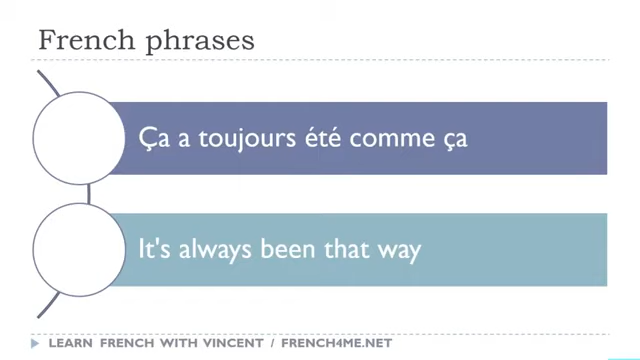 French phrases
Ça a toujours été comme ça
It's always been that way
LEARN FRENCH WITH VINCENT / FRENCH4ME.NET